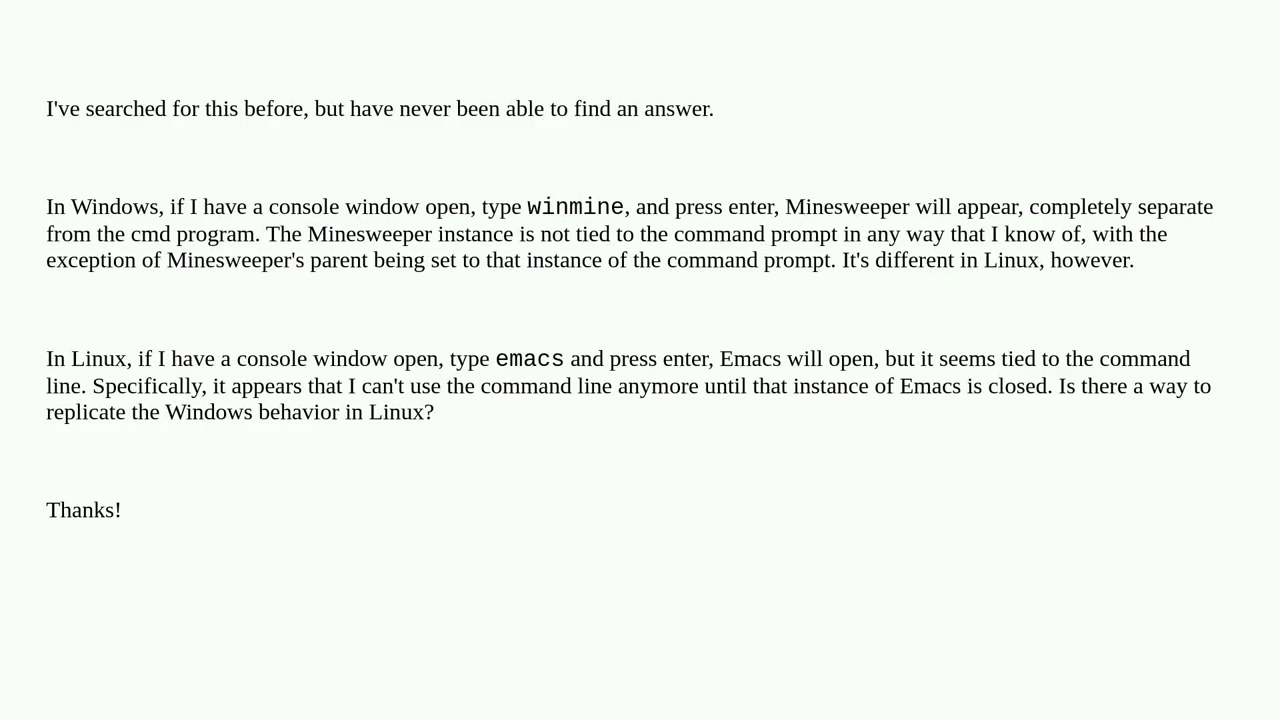 I've searched for this before, but have never been able to find an answer.
In Windows, if I have a console window open, type winmine, and press enter, Minesweeper will appear, completely separate
from the cmd program. The Minesweeper instance is not tied to the command prompt in any way that I know of, with the
exception of Minesweeper's parent being set to that instance of the command prompt. It's different in Linux, however.
In Linux, if I have a console window open, type emacs and press enter, Emacs will open, but it seems tied to the command
line. Specifically, it appears that I can't use the command line anymore until that instance of Emacs is closed. Is there a way to
replicate the Windows behavior in Linux?
Thanks!